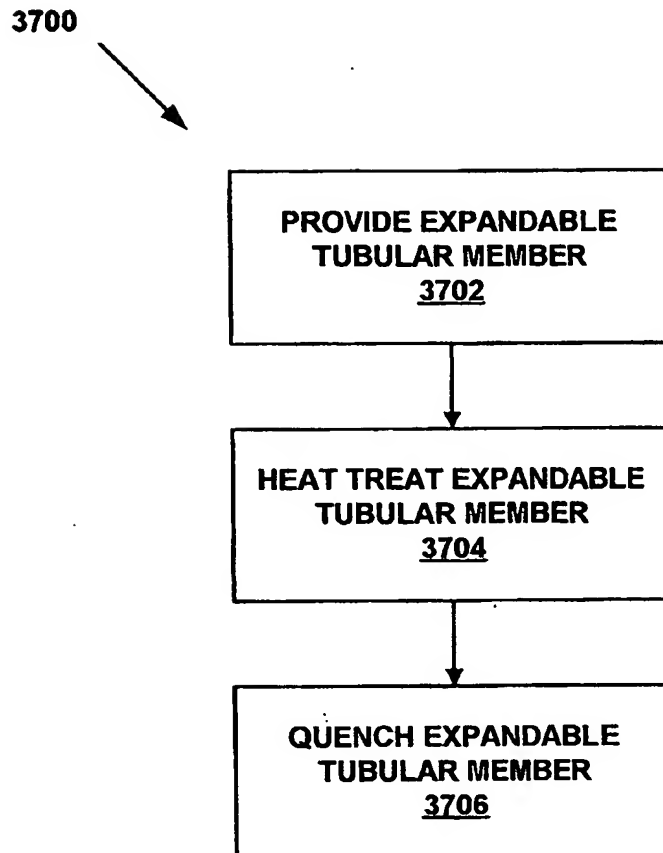 3700
PROVIDE EXPANDABLE
TUBULAR MEMBER
3702
HEAT TREAT EXPANDABLE
TUBULAR MEMBER
3704
QUENCH EXPANDABLE
TUBULAR MEMBER
3706